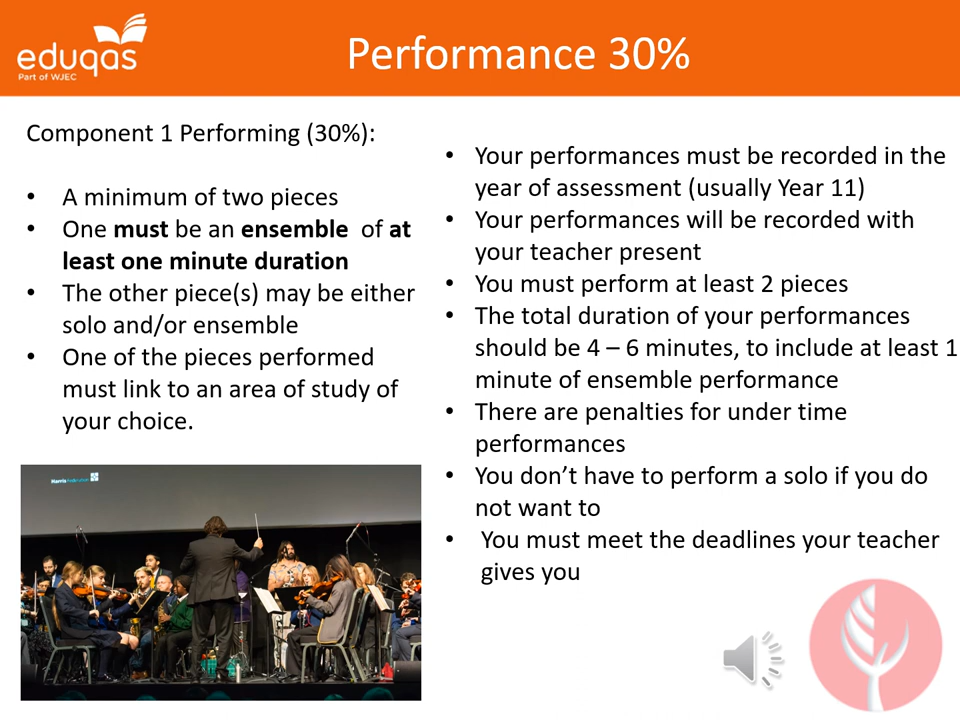 eduqas
Part of WJEC
Performance 30%
Component 1 Performing (30%):
• A minimum of two pieces
• One must be an ensemble of at
least one minute duration
• The other piece(s) may be either
solo and/or ensemble
• One of the pieces performed
must link to an area of study of
your choice.
• Your performances must be recorded in the
year of assessment (usually Year 11)
• Your performances will be recorded with
your teacher present
• You must perform at least 2 pieces
• The total duration of your performances
should be 4 – 6 minutes, to include at least 1
minute of ensemble performance
• There are penalties for under time
performances
• You don’t have to perform a solo if you do
not want to
• You must meet the deadlines your teacher
gives you